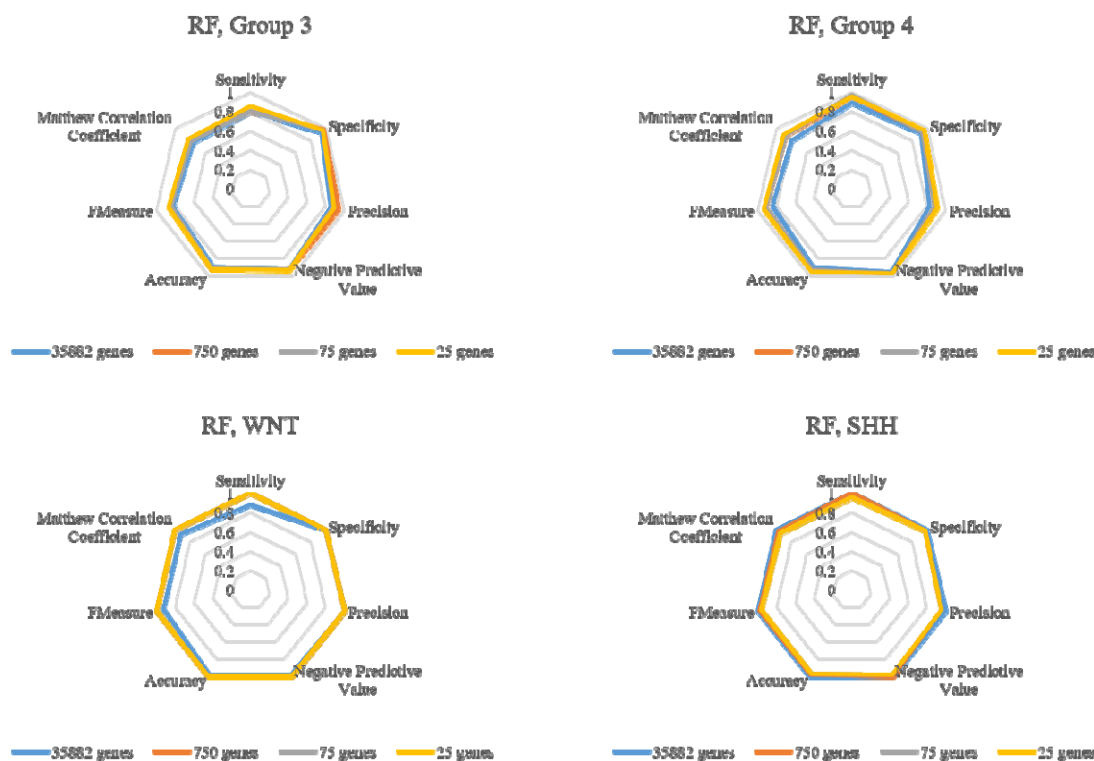 RF, Group 3
Sensitivity
1
0.8
0.6
0.4
0.2
0
Specificity
Precision
Negative Predictive
Value
Accuracy
FMeasure
Matthew Correlation
Coefficient
35882 genes 750 genes 75 genes 25 genes
RF, Group 4
Sensitivity
1
0.8
0.6
0.4
0.2
0
Specificity
Precision
Negative Predictive
Value
Accuracy
FMeasure
Matthew Correlation
Coefficient
35882 genes 750 genes 75 genes 25 genes
RF, WNT
Sensitivity
1
0.8
0.6
0.4
0.2
0
Specificity
Precision
Negative Predictive
Value
Accuracy
FMeasure
Matthew Correlation
Coefficient
35882 genes 750 genes 75 genes 25 genes
RF, SHH
Sensitivity
1
0.8
0.6
0.4
0.2
0
Specificity
Precision
Negative Predictive
Value
Accuracy
FMeasure
Matthew Correlation
Coefficient
35882 genes 750 genes 75 genes 25 genes